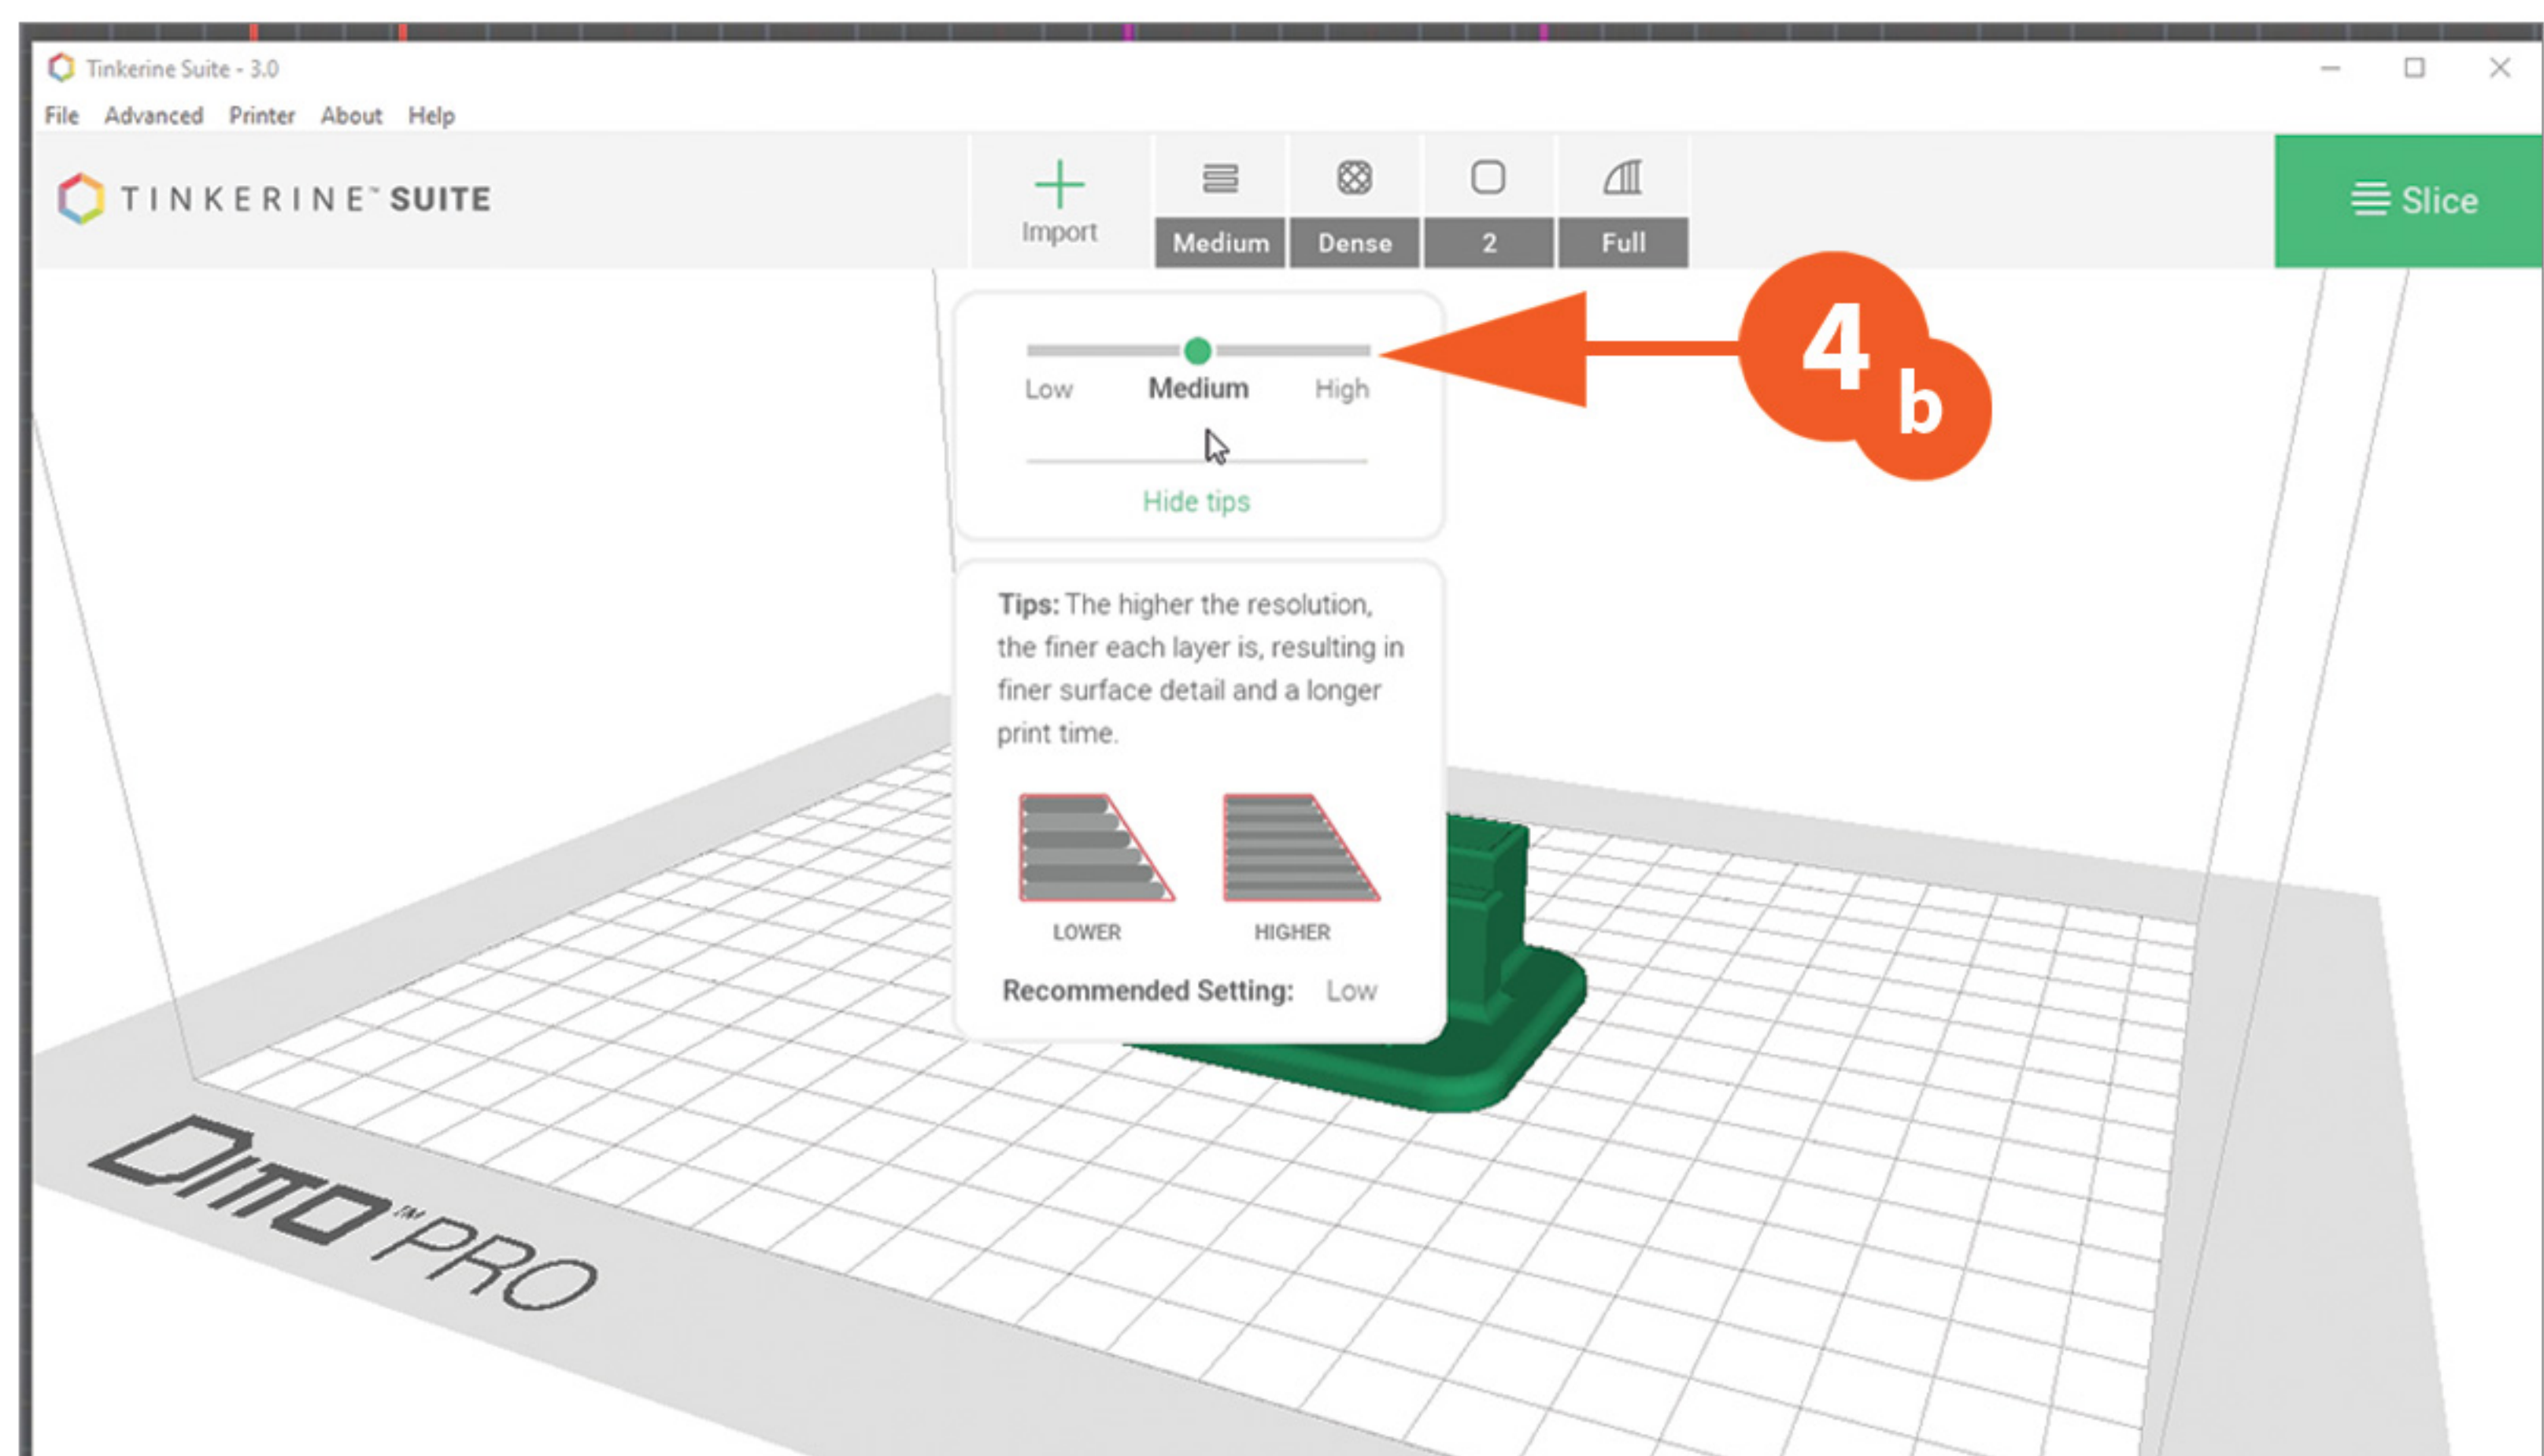 Tinkerine Suite - 3.0
File Advanced Printer About Help
TINKERINE™ SUITE
Import
Medium Dense 2 Full
Slice
4 b
Low Medium High
Hide tips
Tips: The higher the resolution,
the finer each layer is, resulting in
finer surface detail and a longer
print time.
LOWER HIGHER
Recommended Setting: Low
DITTO™ PRO